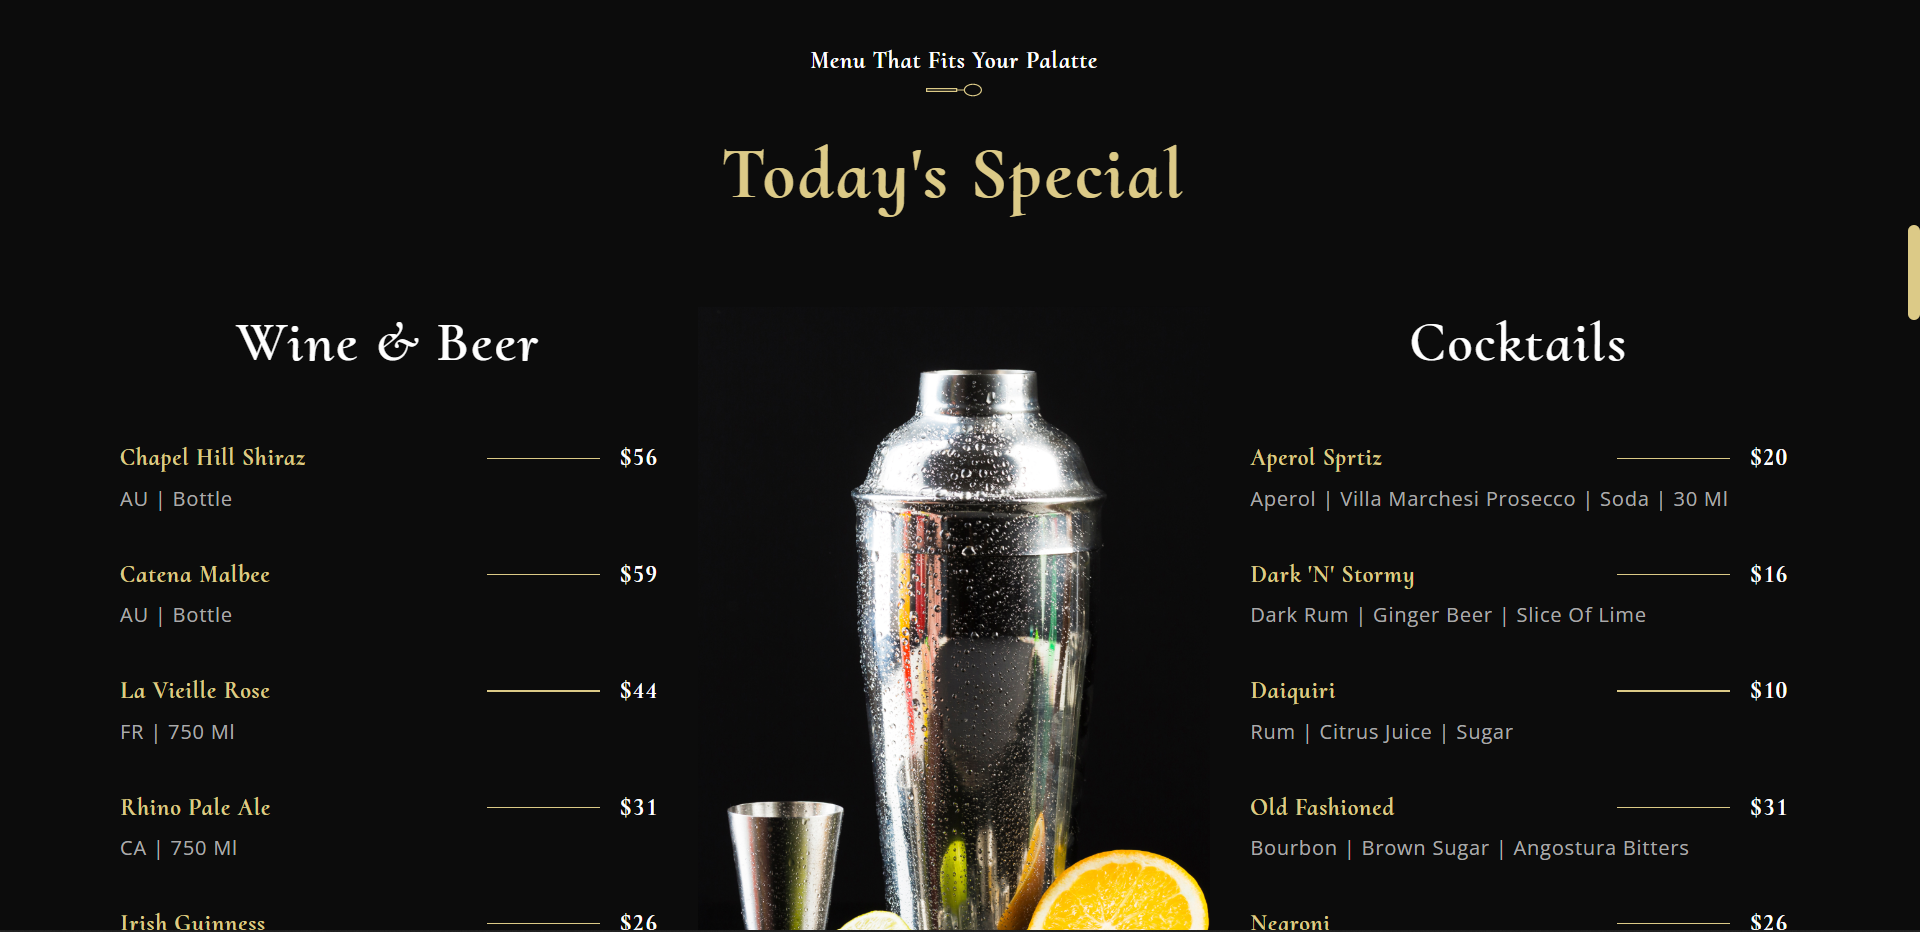 Menu That Fits Your Palatte
Today's Special
Wine & Beer
Chapel Hill Shiraz $56
AU | Bottle
Catena Malbee $59
AU | Bottle
La Vieille Rose $44
FR | 750 Ml
Rhino Pale Ale $31
CA | 750 Ml
Irish Guinness $26
Cocktails
Aperol Sprtiz $20
Aperol | Villa Marchesi Prosecco | Soda | 30 Ml
Dark 'N' Stormy $16
Dark Rum | Ginger Beer | Slice Of Lime
Daiquiri $10
Rum | Citrus Juice | Sugar
Old Fashioned $31
Bourbon | Brown Sugar | Angostura Bitters
Negroni $26